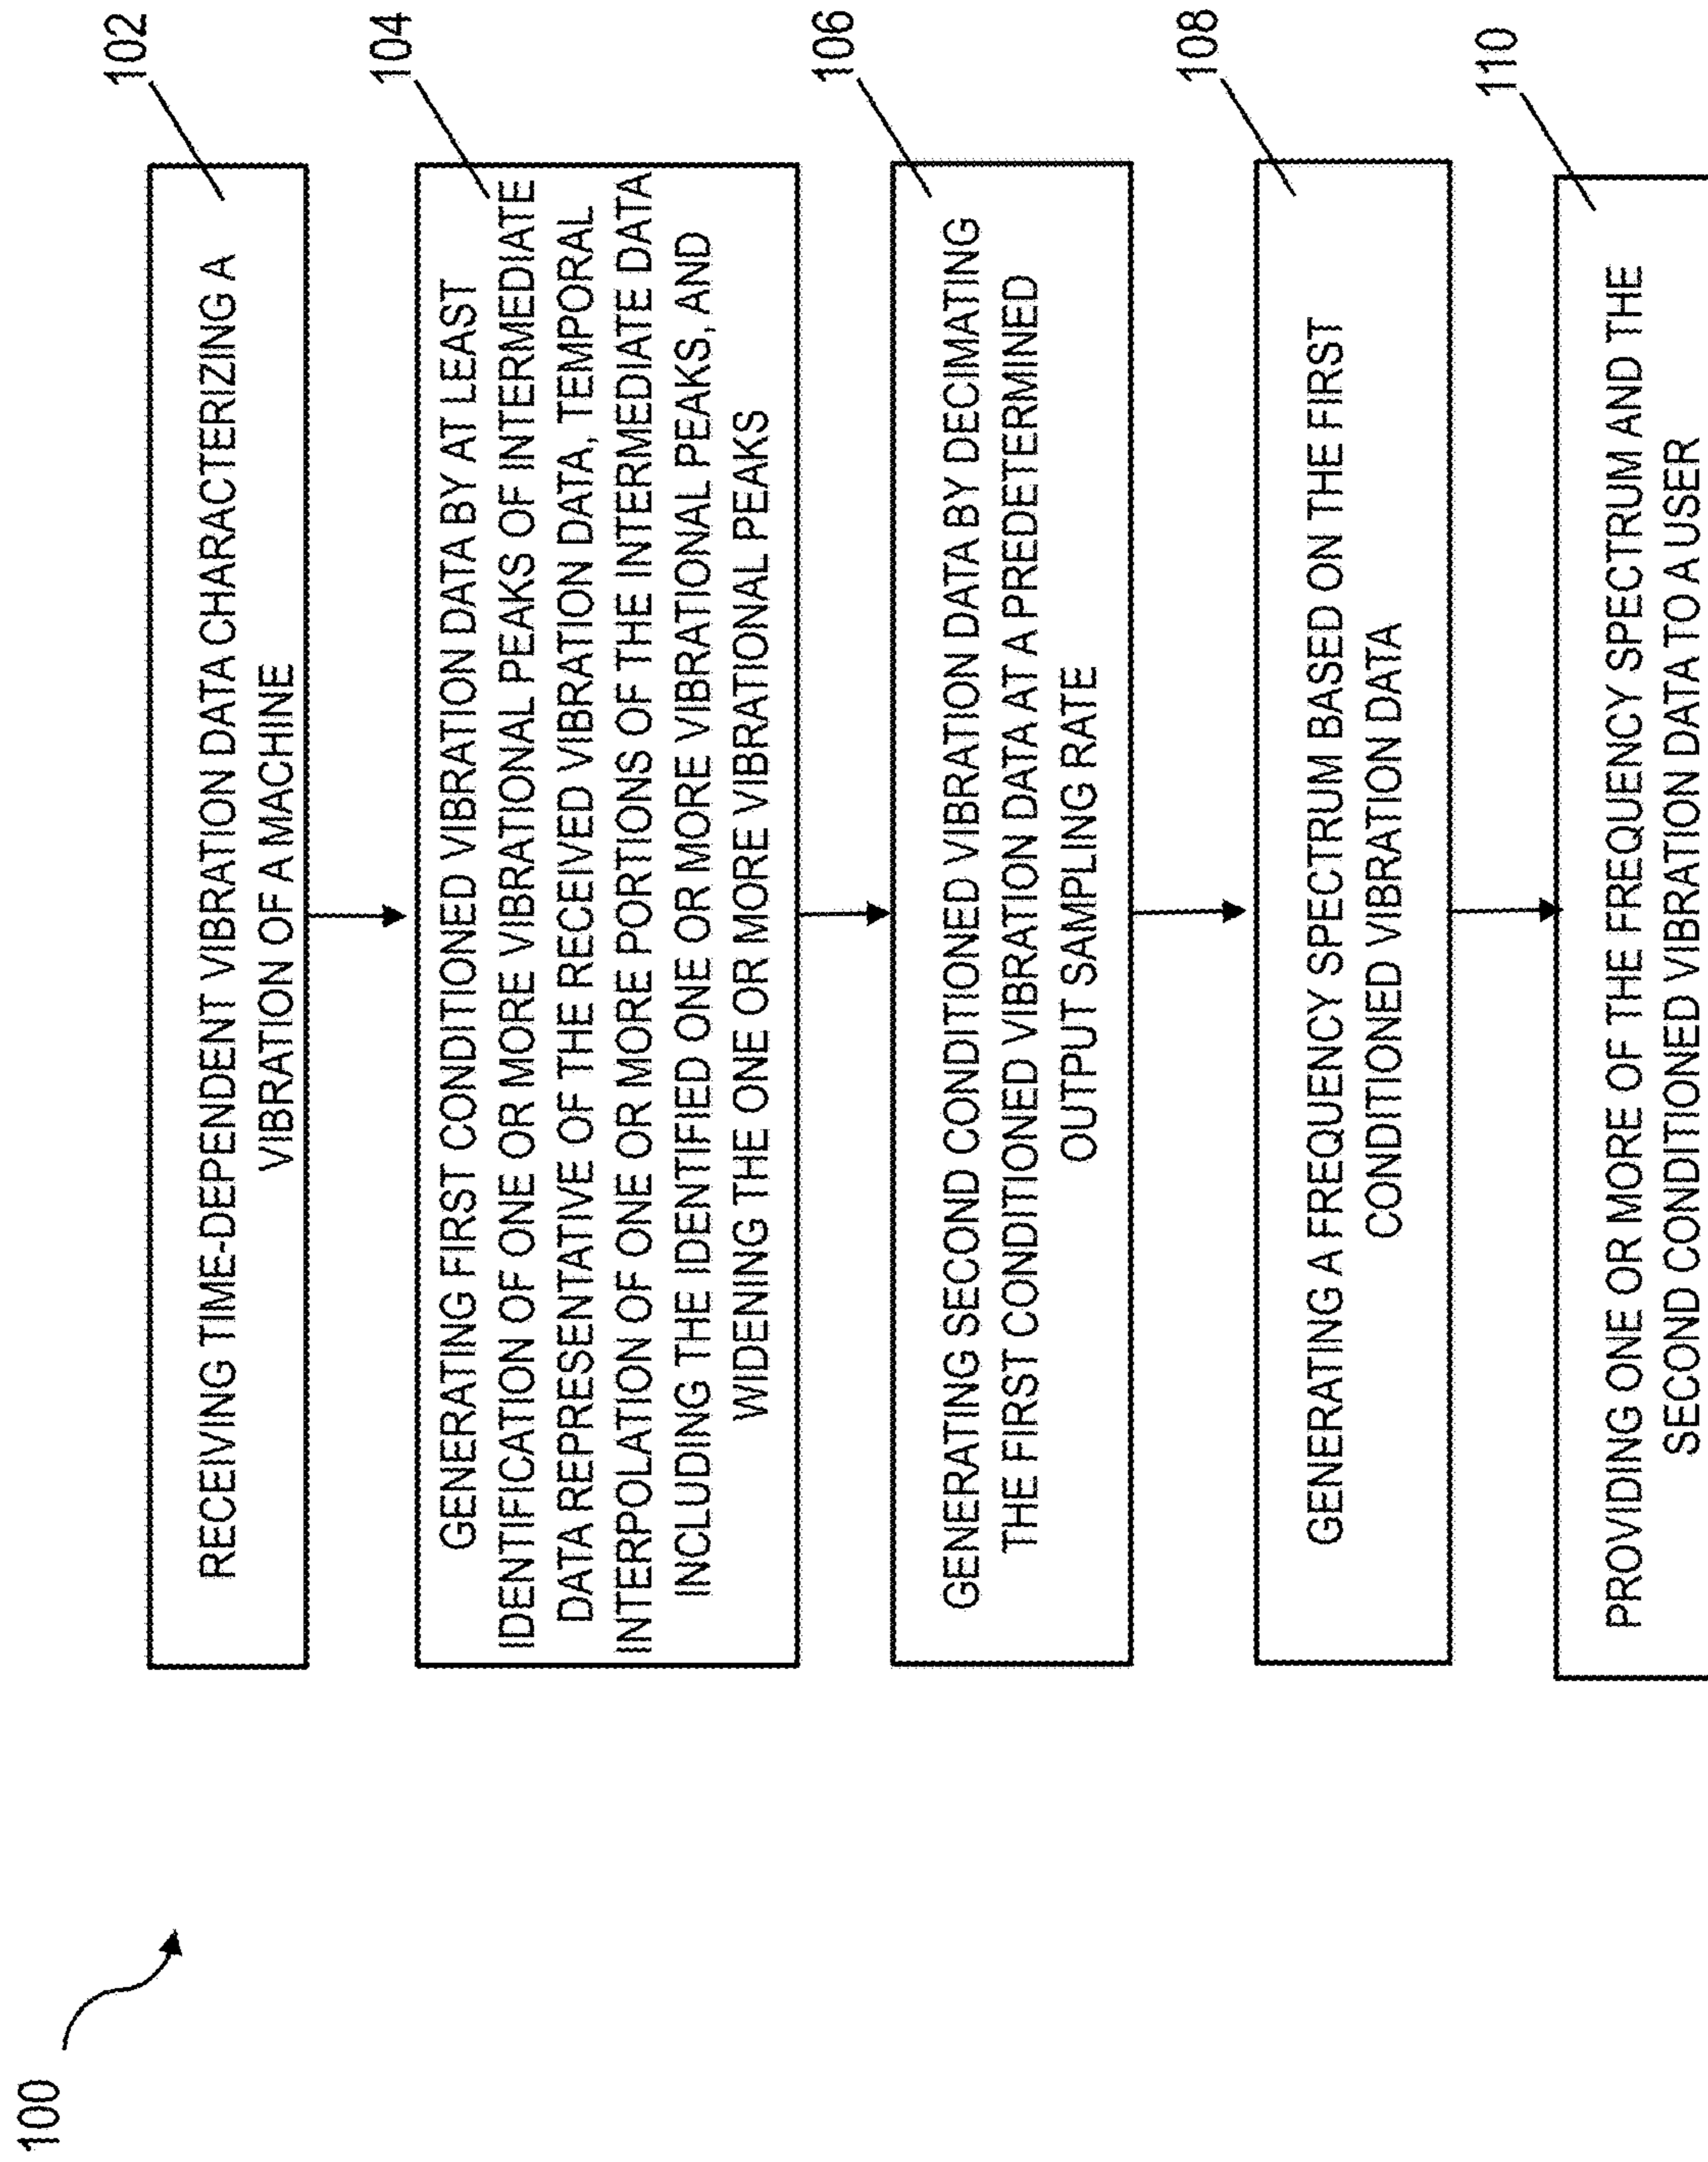 100
102
RECEIVING TIME-DEPENDENT VIBRATION DATA CHARACTERIZING A
VIBRATION OF A MACHINE
104
GENERATING FIRST CONDITIONED VIBRATION DATA BY AT LEAST
IDENTIFICATION OF ONE OR MORE VIBRATIONAL PEAKS OF INTERMEDIATE
DATA REPRESENTATIVE OF THE RECEIVED VIBRATION DATA, TEMPORAL
INTERPOLATION OF ONE OR MORE PORTIONS OF THE INTERMEDIATE DATA
INCLUDING THE IDENTIFIED ONE OR MORE VIBRATIONAL PEAKS, AND
WIDENING THE ONE OR MORE VIBRATIONAL PEAKS
106
GENERATING SECOND CONDITIONED VIBRATION DATA BY DECIMATING
THE FIRST CONDITIONED VIBRATION DATA AT A PREDETERMINED
OUTPUT SAMPLING RATE
108
GENERATING A FREQUENCY SPECTRUM BASED ON THE FIRST
CONDITIONED VIBRATION DATA
110
PROVIDING ONE OR MORE OF THE FREQUENCY SPECTRUM AND THE
SECOND CONDITIONED VIBRATION DATA TO A USER